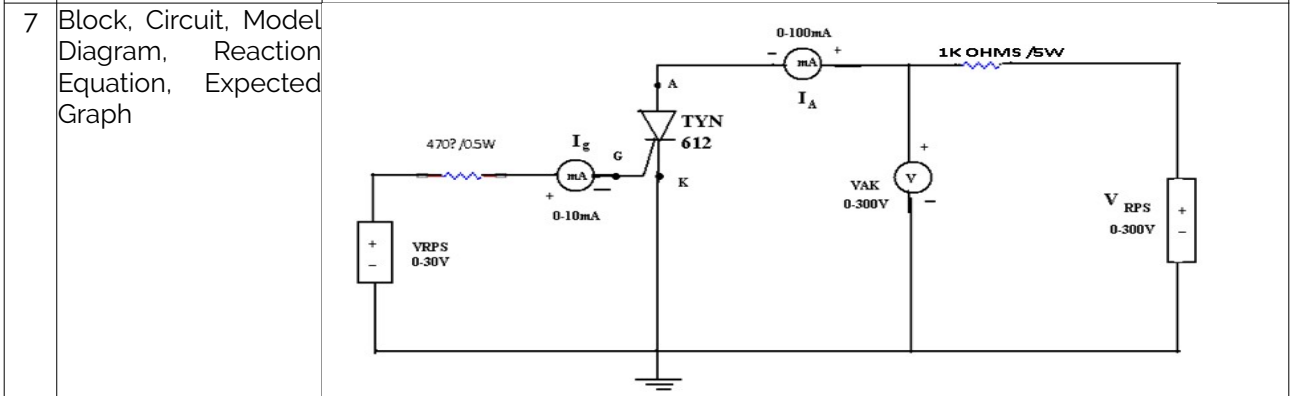 7
Block, Circuit, Model
Diagram, Reaction
Equation, Expected
Graph
0-100mA
− +
mA
1K OHMS /5W
I A
A
TYN
612
470? /0.5W
I g
G
mA
+ −
K
0-10mA
VAK
0-300V
+
V
−
V RPS
0-300V
+
−
VRPS
0-30V
+
−